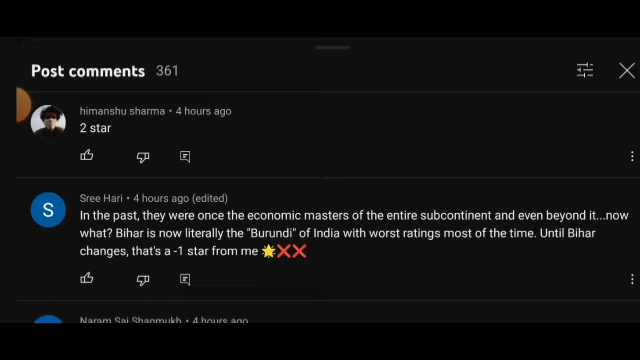 Post comments 361
himanshu sharma • 4 hours ago
2 star
S
Sree Hari • 4 hours ago (edited)
In the past, they were once the economic masters of the entire subcontinent and even beyond it...now
what? Bihar is now literally the "Burundi" of India with worst ratings most of the time. Until Bihar
changes, that's a -1 star from me 🌟❌❌
Naram Sai Shanmukh • 4 hours ago